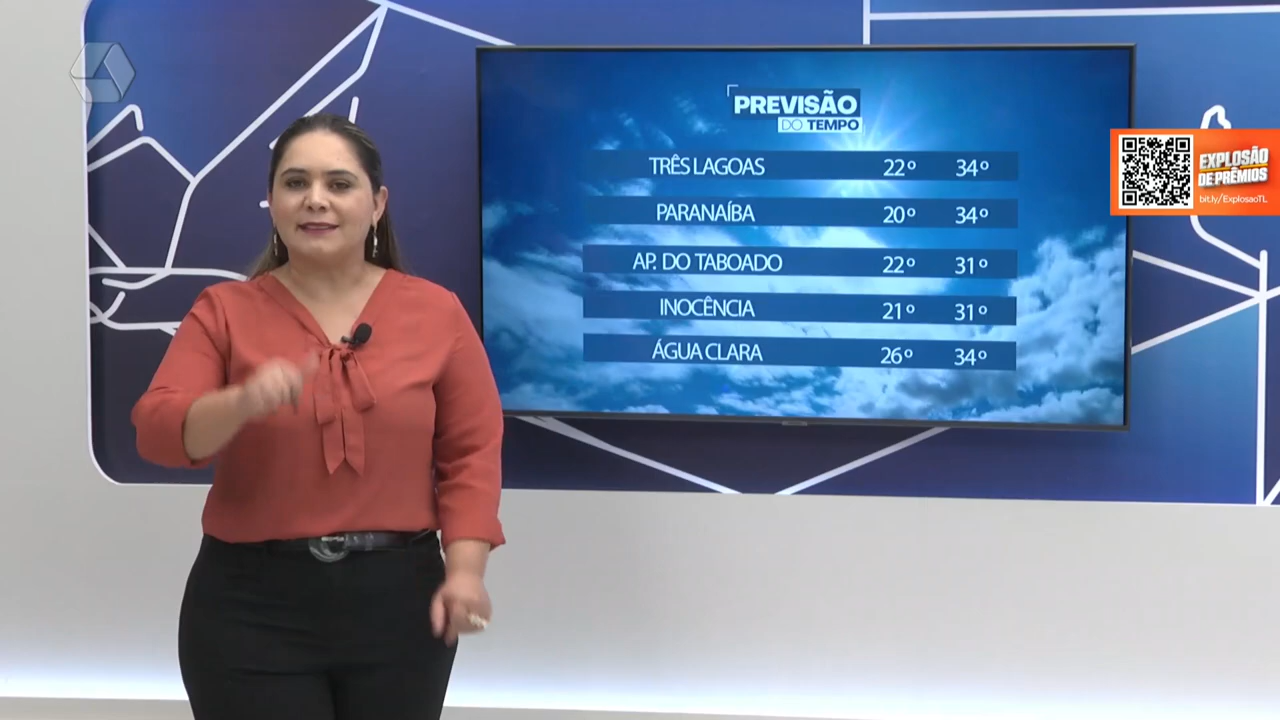 PREVISÃO
DO TEMPO
TRÊS LAGOAS 22º 34º
PARANAÍBA 20º 34º
AP. DO TABOADO 22º 31º
INOCÊNCIA 21º 31º
ÁGUA CLARA 26º 34º
EXPLOSÃO
DE PRÊMIOS
bit.ly/ExplosaoTL